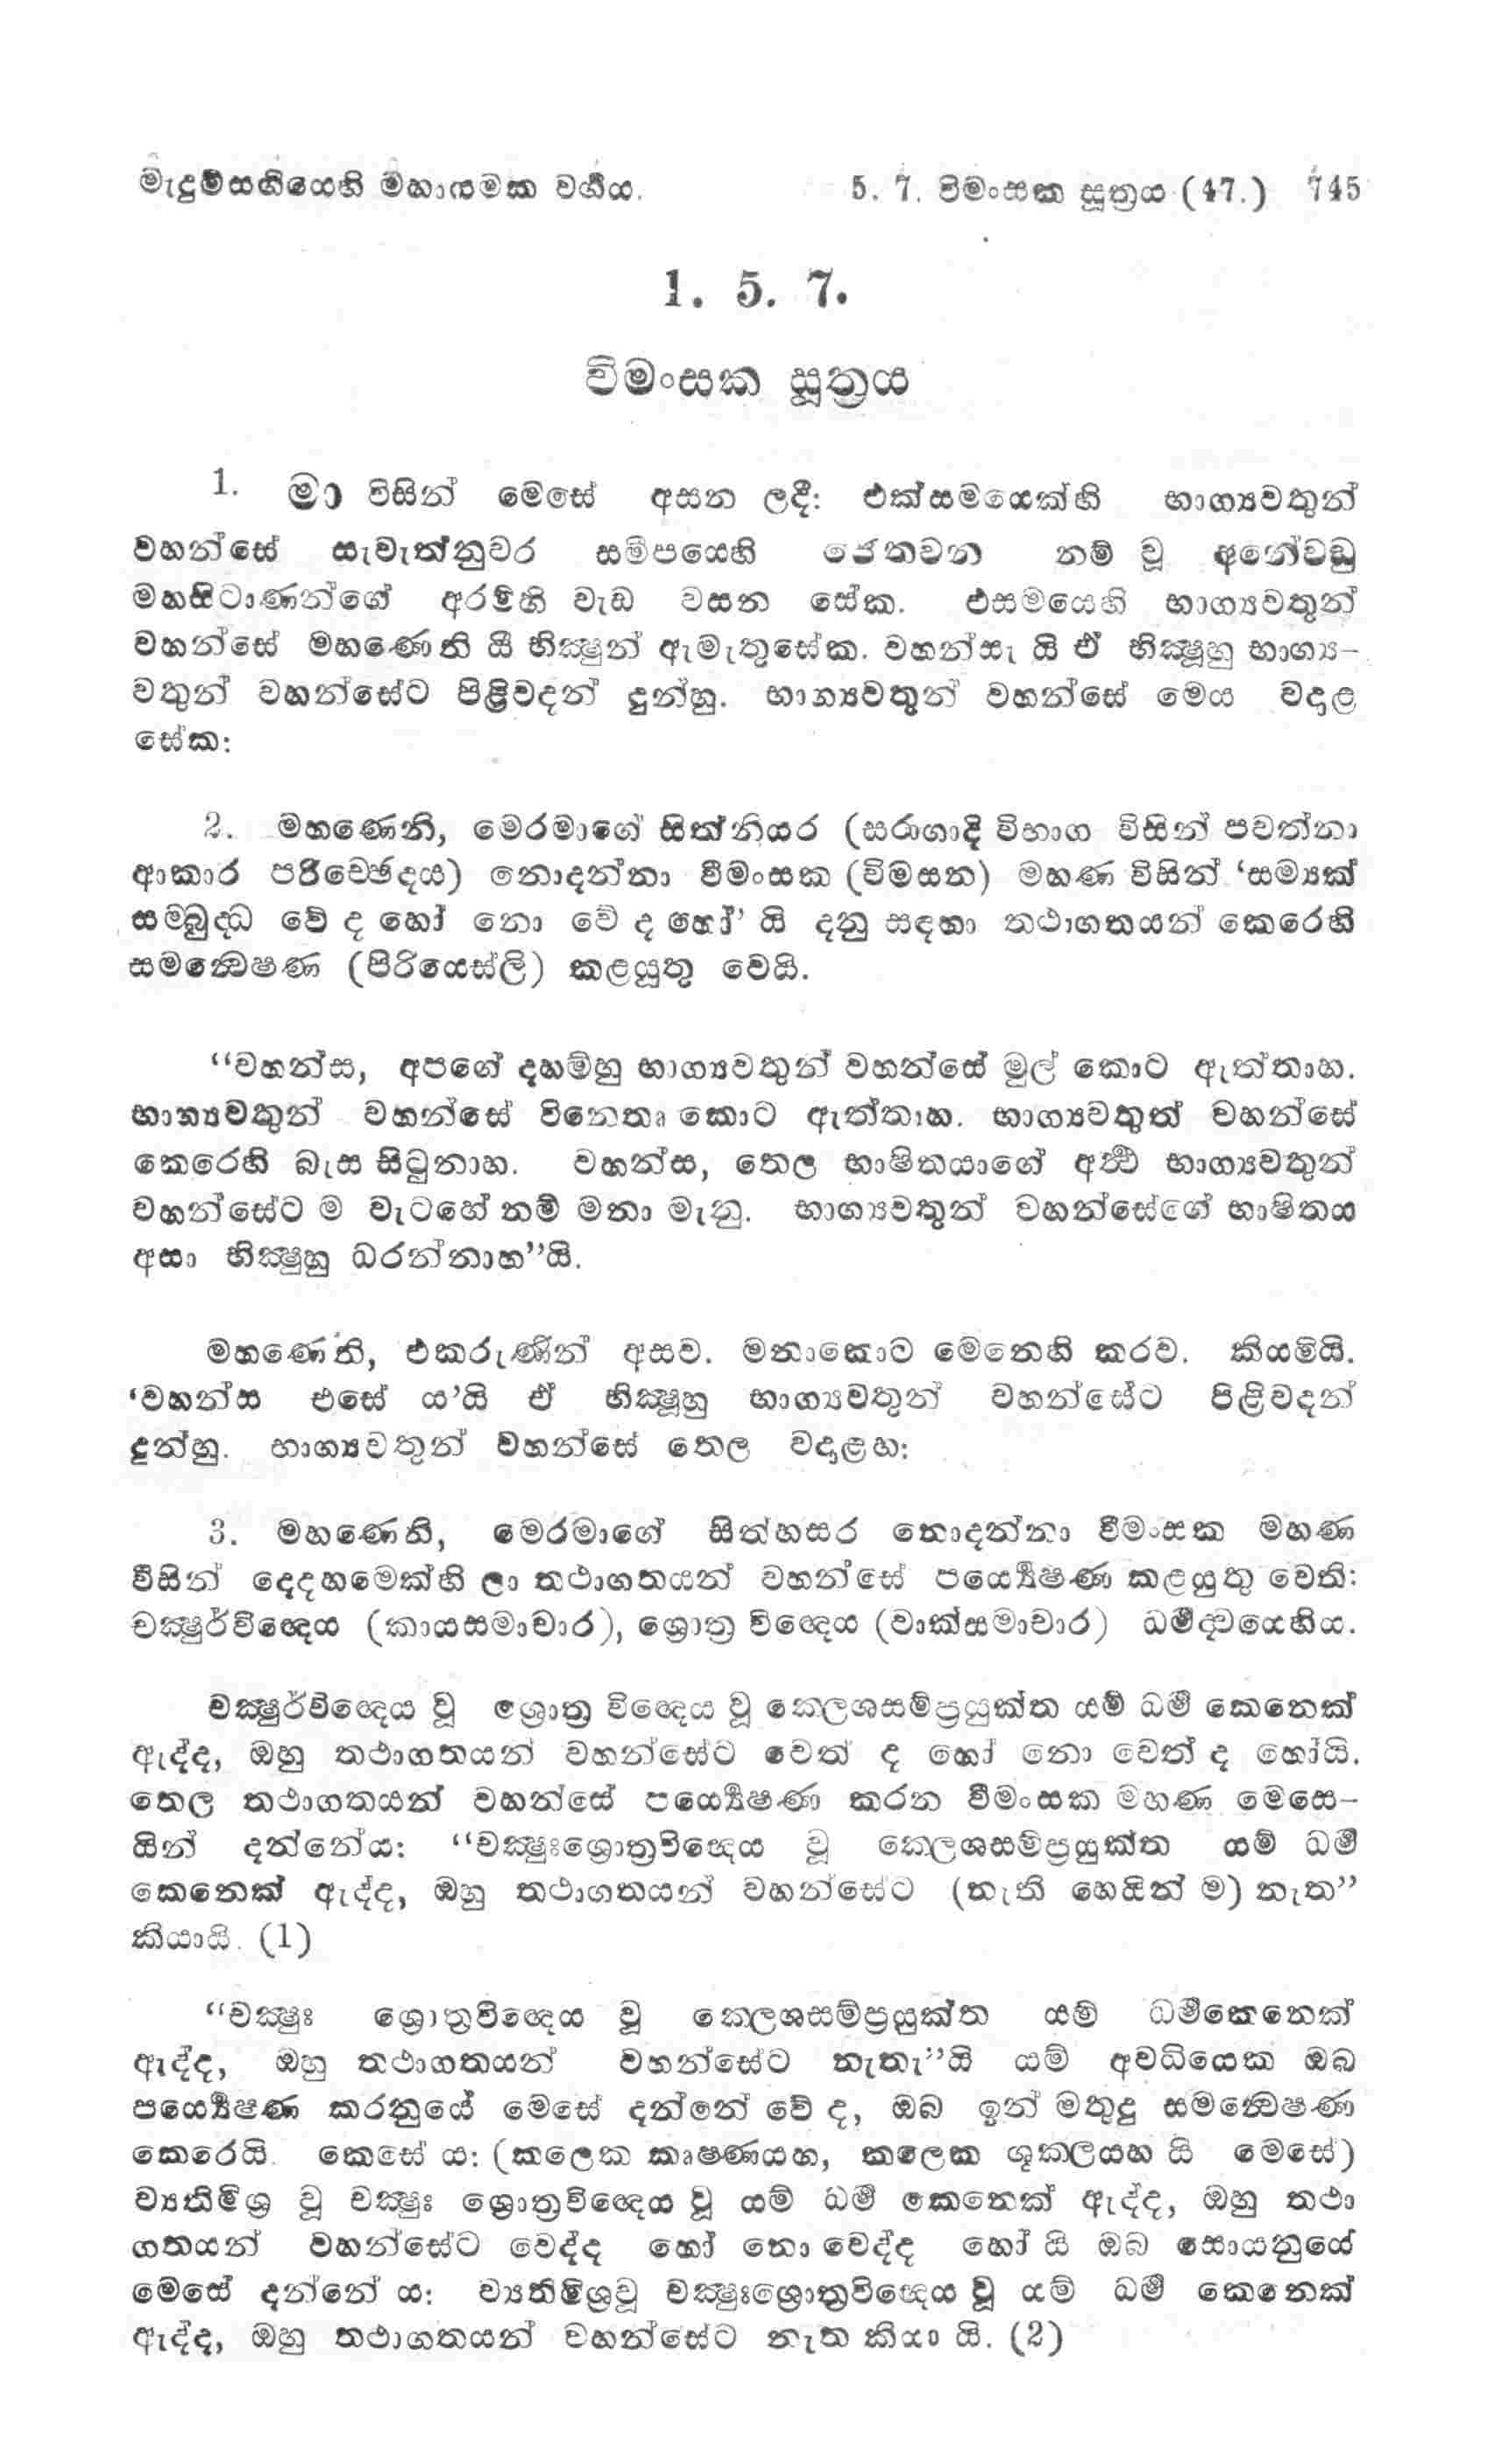 මැදුම්සඟියෙහි මහායමක වර්‍ගය. 5. 7. විමංසක සූත්‍රය (47.) 745
1. 5. 7.
විමංසක සූත්‍රය
1. මා විසින් මෙසේ අසන ලදී: එක්සමයෙක්හි භාග්‍යවතුන්
වහන්සේ සැවැත්නුවර සමීපයෙහි ජෙතවන නම් වූ අනේවඬු
මහසිටාණන්ගේ අරම්හි වැඩ වසන සේක. එසමයෙහි භාග්‍යවතුන්
වහන්සේ මහණෙනි යී භික්‍ෂූන් ඇමැතුසේක. වහන්සැ යි ඒ භික්‍ෂූහු භාග්‍ය-
වතුන් වහන්සේට පිළිවදන් දුන්හු. භාග්‍යවතුන් වහන්සේ මෙය වදාළ
සේක:
2. මහණෙනි, මෙරමාගේ සිත්නියර (සරාගාදි විභාග විසින් පවත්නා
ආකාර පරිච්ඡේදය) නොදන්නා වීමංසක (විමසන) මහණ විසින් ‘සම්‍යක්
සම්බුද්ධ වේ ද හෝ නො වේ ද හෝ’ යි දනු සඳහා තථාගතයන් කෙරෙහි
සමන්වේෂණ (පිරියෙස්ලි) කළයුතු වෙයි.
“වහන්ස, අපගේ දහම්හු භාග්‍යවතුන් වහන්සේ මුල් කොට ඇත්තාහ.
භාග්‍යවතුන් වහන්සේ විනෙතෘ කොට ඇත්තාහ. භාග්‍යවතුන් වහන්සේ
කෙරෙහි බැස සිටුනාහ. වහන්ස, තෙල භාෂිතයාගේ අර්‍ත්‍ථ භාග්‍යවතුන්
වහන්සේට ම වැටහේ නම් මනා මැනු. භාග්‍යවතුන් වහන්සේගේ භාෂිතය
අසා භික්‍ෂුහු ධරන්නාහ”යි.
මහණෙනි, එකරුණින් අසව. මනාකොට මෙනෙහි කරව. කියමියි.
‘වහන්ස එසේ ය’යි ඒ භික්‍ෂූහු භාග්‍යවතුන් වහන්සේට පිළිවදන්
දුන්හු. භාග්‍යවතුන් වහන්සේ තෙල වදාළහ:
3. මහණෙනි, මෙරමාගේ සිත්හසර නොදන්නා වීමංසක මහණ
විසින් දෙදහමෙක්හි ලා තථාගතයන් වහන්සේ පර්‍ය්‍යේෂණ කළයුතු වෙති:
චක්‍ෂුර්විඥෙය (කායසමාචාර), ශ්‍රොත්‍ර විඥෙය (වාක්සමාචාර) ධර්‍මද්වයෙහිය.
චක්‍ෂුර්විඥෙය වූ ශ්‍රොත්‍ර විඥෙය වූ කෙලශසම්ප්‍රයුක්ත යම් ධර්‍ම කෙනෙක්
ඇද්ද, ඔහු තථාගතයන් වහන්සේට වෙත් ද හෝ නො වෙත් ද හෝයි.
තෙල තථාගතයන් වහන්සේ පර්‍ය්‍යේෂණ කරන වීමංසක මහණ මෙසෙ-
යින් දන්නේය: “චක්‍ෂුඃශ්‍රොත්‍රවිඥෙය වූ කෙලශසම්ප්‍රයුක්ත යම් ධර්‍ම
කෙනෙක් ඇද්ද, ඔහු තථාගතයන් වහන්සේට (නැති හෙයින් ම) නැත”
කියායි. (1)
“චක්‍ෂුඃ ශ්‍රොත්‍රවිඥෙය වූ කෙලශසම්ප්‍රයුක්ත යම් ධර්‍මකෙනෙක්
ඇද්ද, ඔහු තථාගතයන් වහන්සේට නැතැ”යි යම් අවධියෙක ඔබ
පර්‍ය්‍යේෂණ කරනුයේ මෙසේ දන්නේ වේ ද, ඔබ ඉන් මතුදු සමන්වේෂණ
කෙරෙයි. කෙසේ ය: (කලෙක කෘෂණයහ, කලෙක ශුකලයහ යි මෙසේ)
ව්‍යතිමිශ්‍ර වූ චක්‍ෂුඃ ශ්‍රොත්‍රවිඥෙය වූ යම් ධර්‍ම කෙනෙක් ඇද්ද, ඔහු තථා
ගතයන් වහන්සේට වෙද්ද හෝ නො වෙද්ද හෝ යි ඔබ සොයනුයේ
මෙසේ දන්නේ ය: ව්‍යතිමිශ්‍රවූ චක්‍ෂුඃශ්‍රොත්‍රවිඥෙය වූ යම් ධර්‍ම කෙනෙක්
ඇද්ද, ඔහු තථාගතයන් වහන්සේට නැත කියා යි. (2)